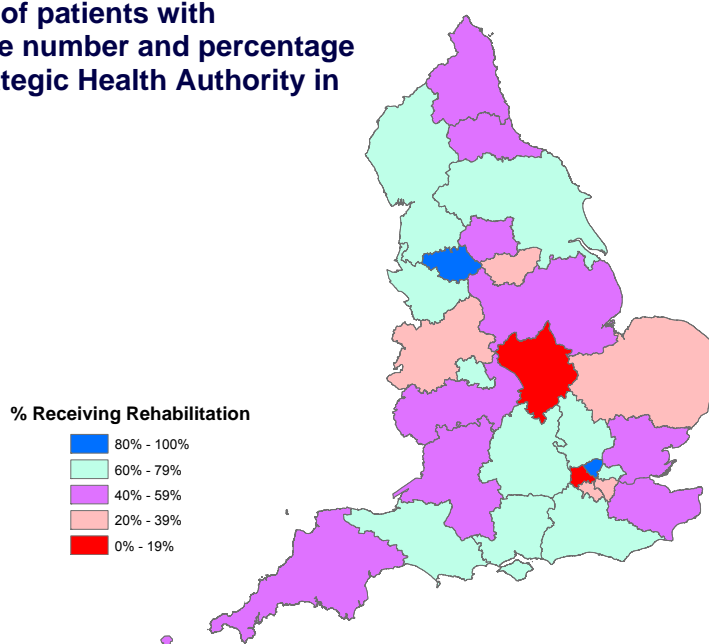 of patients with
e number and percentage
tegic Health Authority in
% Receiving Rehabilitation
80% - 100%
60% - 79%
40% - 59%
20% - 39%
0% - 19%